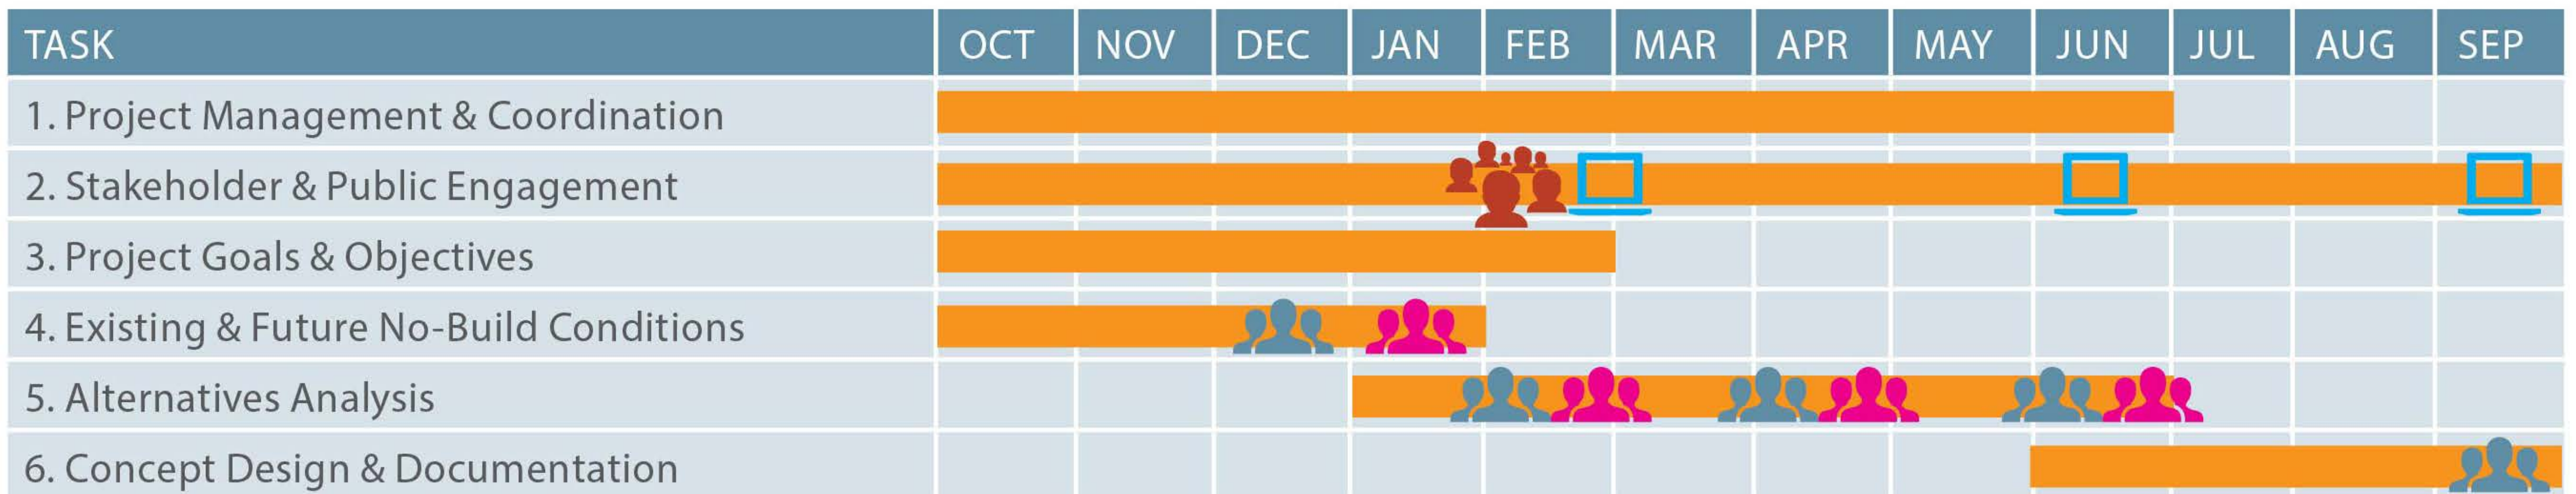 TASK OCT NOV DEC JAN FEB MAR APR MAY JUN JUL AUG SEP
1. Project Management & Coordination
2. Stakeholder & Public Engagement
3. Project Goals & Objectives
4. Existing & Future No-Build Conditions
5. Alternatives Analysis
6. Concept Design & Documentation